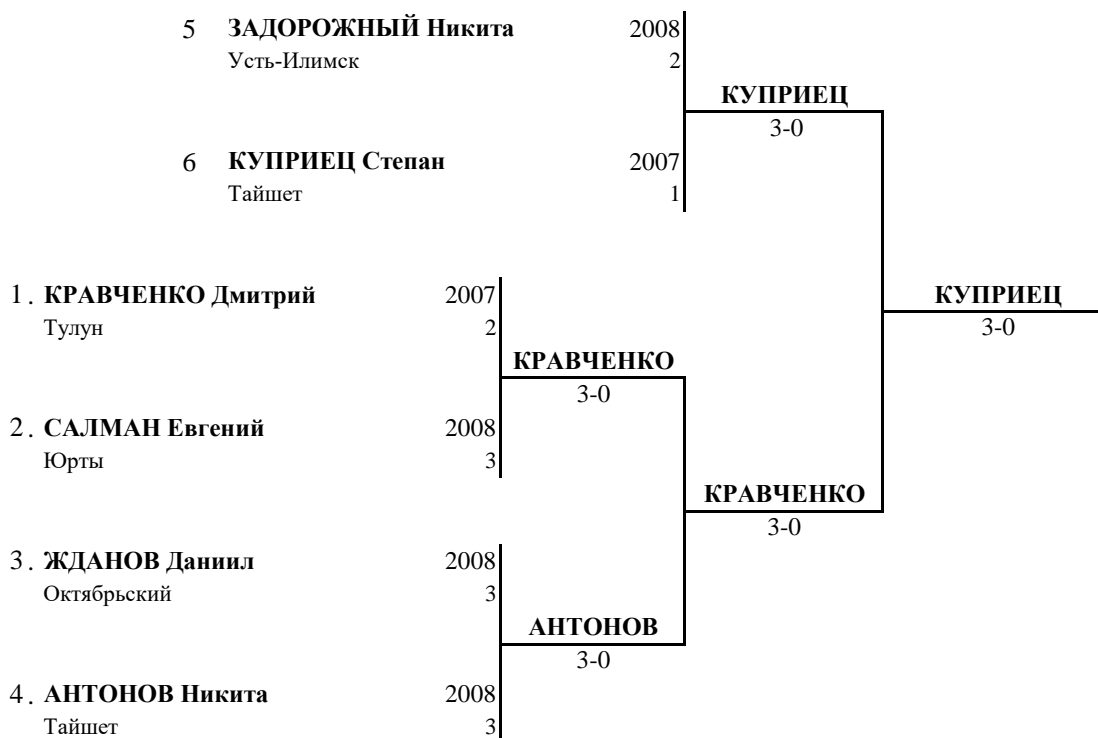 5 ЗАДОРОЖНЫЙ Никита 2008
Усть-Илимск 2
КУПРИЕЦ
3-0
6 КУПРИЕЦ Степан 2007
Тайшет 1
1. КРАВЧЕНКО Дмитрий 2007 КУПРИЕЦ
Тулун 2 3-0
КРАВЧЕНКО
3-0
2. САЛМАН Евгений 2008
Юрты 3
КРАВЧЕНКО
3-0
3. ЖДАНОВ Даниил 2008
Октябрьский 3
АНТОНОВ
3-0
4. АНТОНОВ Никита 2008
Тайшет 3